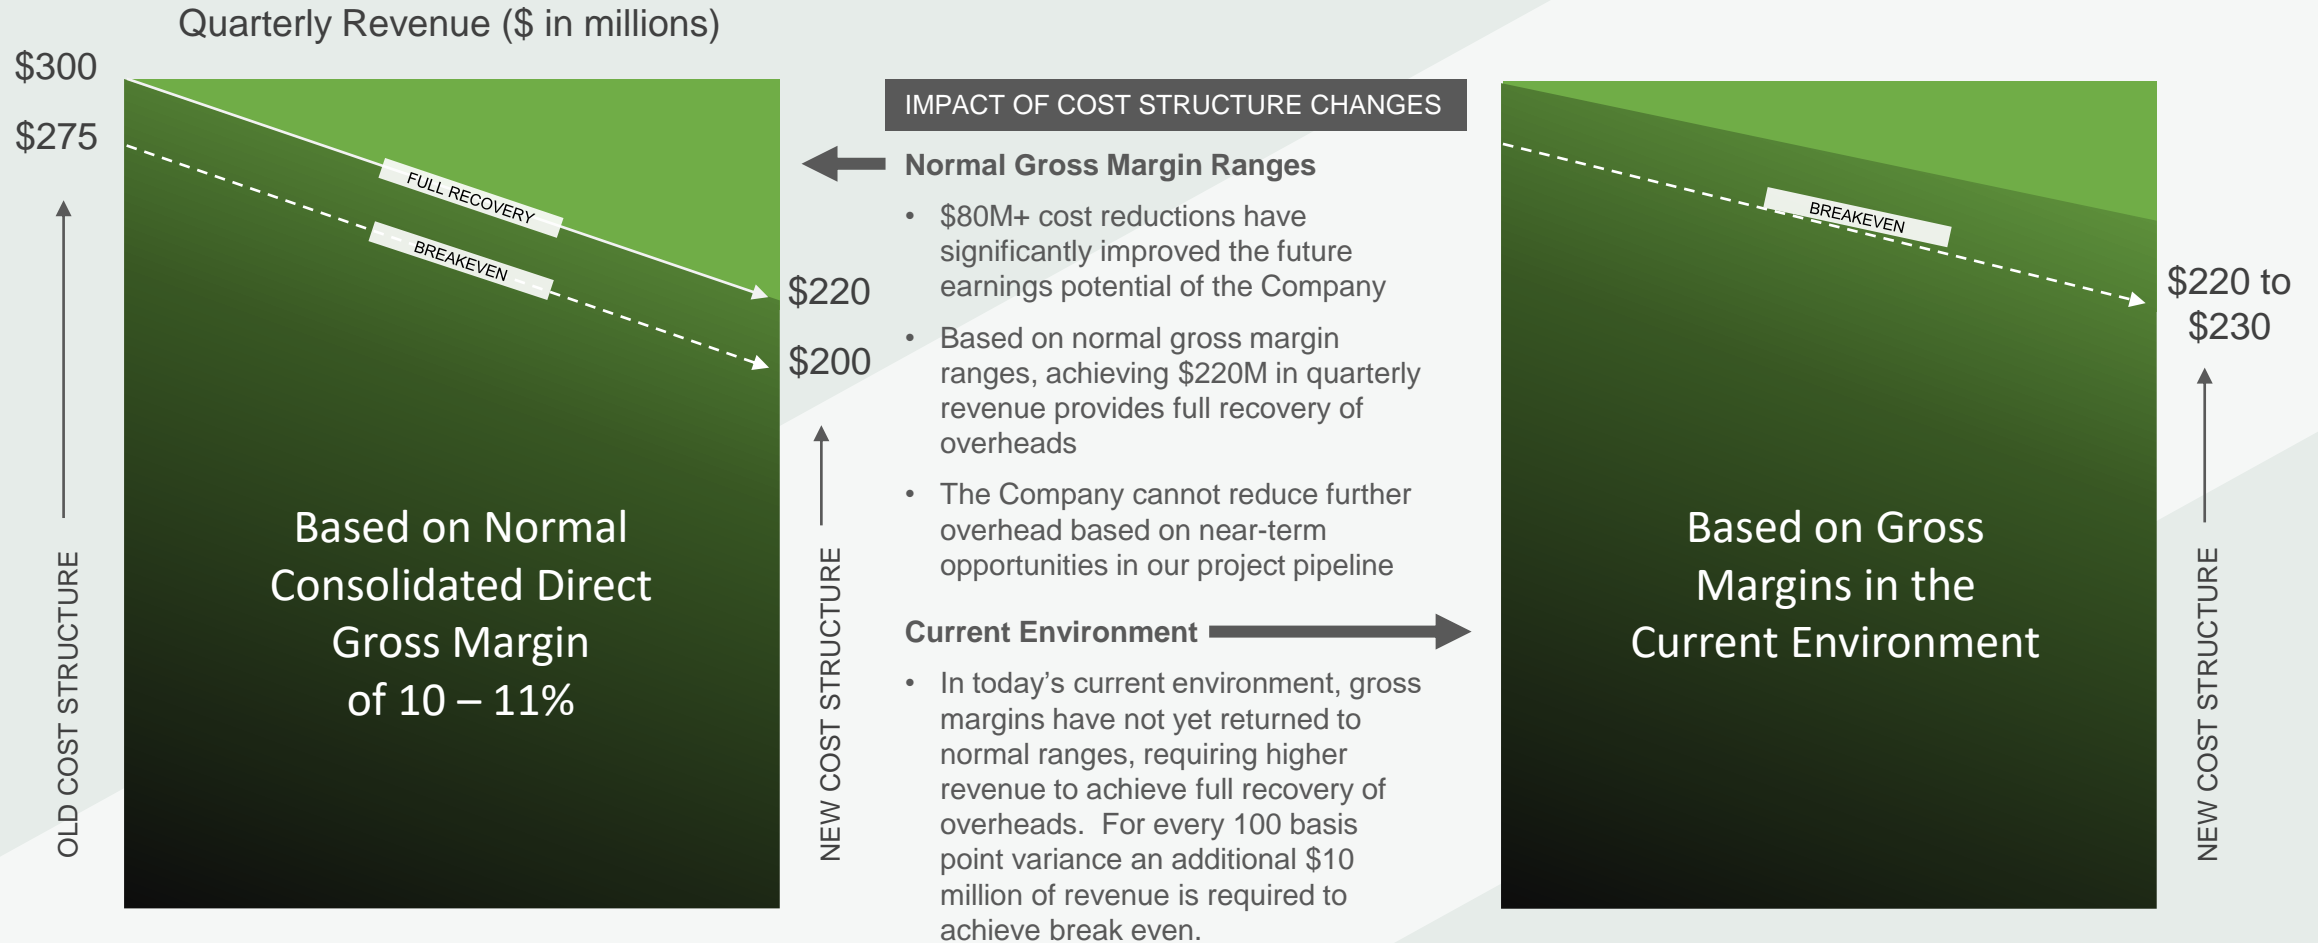 Quarterly Revenue ($ in millions)
$300
$275
OLD COST STRUCTURE
FULL RECOVERY
BREAKEVEN
Based on Normal
Consolidated Direct
Gross Margin
of 10 – 11%
$220
$200
NEW COST STRUCTURE
IMPACT OF COST STRUCTURE CHANGES
Normal Gross Margin Ranges
• $80M+ cost reductions have
significantly improved the future
earnings potential of the Company
• Based on normal gross margin
ranges, achieving $220M in quarterly
revenue provides full recovery of
overheads
• The Company cannot reduce further
overhead based on near-term
opportunities in our project pipeline
Current Environment
• In today’s current environment, gross
margins have not yet returned to
normal ranges, requiring higher
revenue to achieve full recovery of
overheads.  For every 100 basis
point variance an additional $10
million of revenue is required to
achieve break even.
BREAKEVEN
Based on Gross
Margins in the
Current Environment
$220 to
$230
NEW COST STRUCTURE